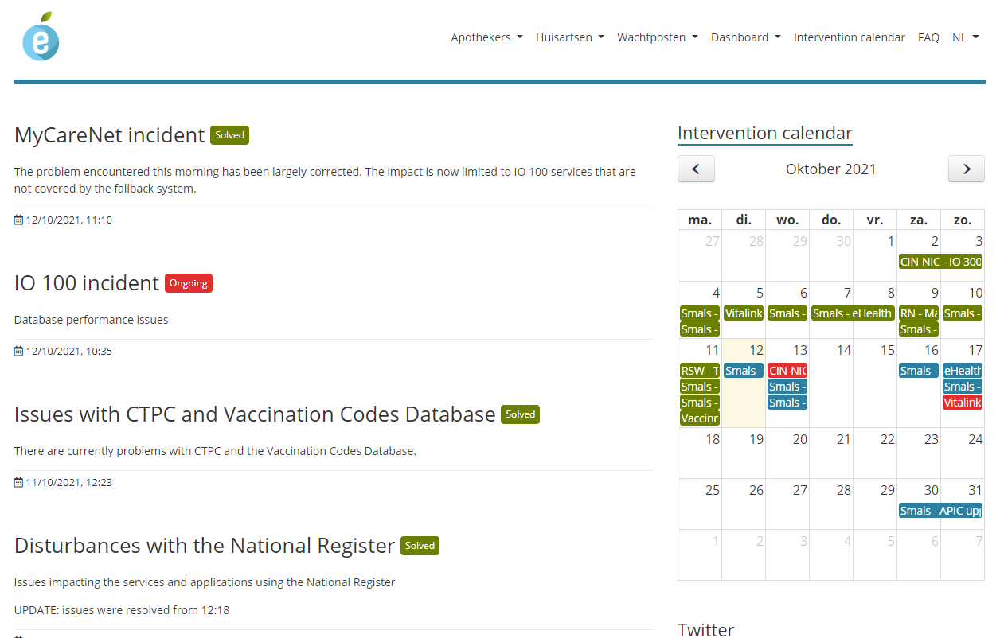 e
Apothekers Huisartsen Wachtposten Dashboard Intervention calendar FAQ NL
MyCareNet incident Solved
The problem encountered this morning has been largely corrected. The impact is now limited to IO 100 services that are
not covered by the fallback system.
12/10/2021, 11:10
IO 100 incident Ongoing
Database performance issues
12/10/2021, 10:35
Issues with CTPC and Vaccination Codes Database Solved
There are currently problems with CTPC and the Vaccination Codes Database.
11/10/2021, 12:23
Disturbances with the National Register Solved
Issues impacting the services and applications using the National Register
UPDATE: issues were resolved from 12:18
Intervention calendar
Oktober 2021
ma. di. wo. do. vr. za. zo.
27 28 29 30 1 2 3
CIN-NIC - IO 300
4 5 6 7 8 9 10
Smals - Vitalink Smals - Smals - eHealth RN - Ma Smals -
Smals - Smals -
11 12 13 14 15 16 17
RSW - T Smals - CIN-NIC Smals - eHealth
Smals - Smals - Smals -
Smals - Smals - Vitalink
Vaccinn
18 19 20 21 22 23 24
25 26 27 28 29 30 31
Smals - APIC upg
1 2 3 4 5 6 7
Twitter